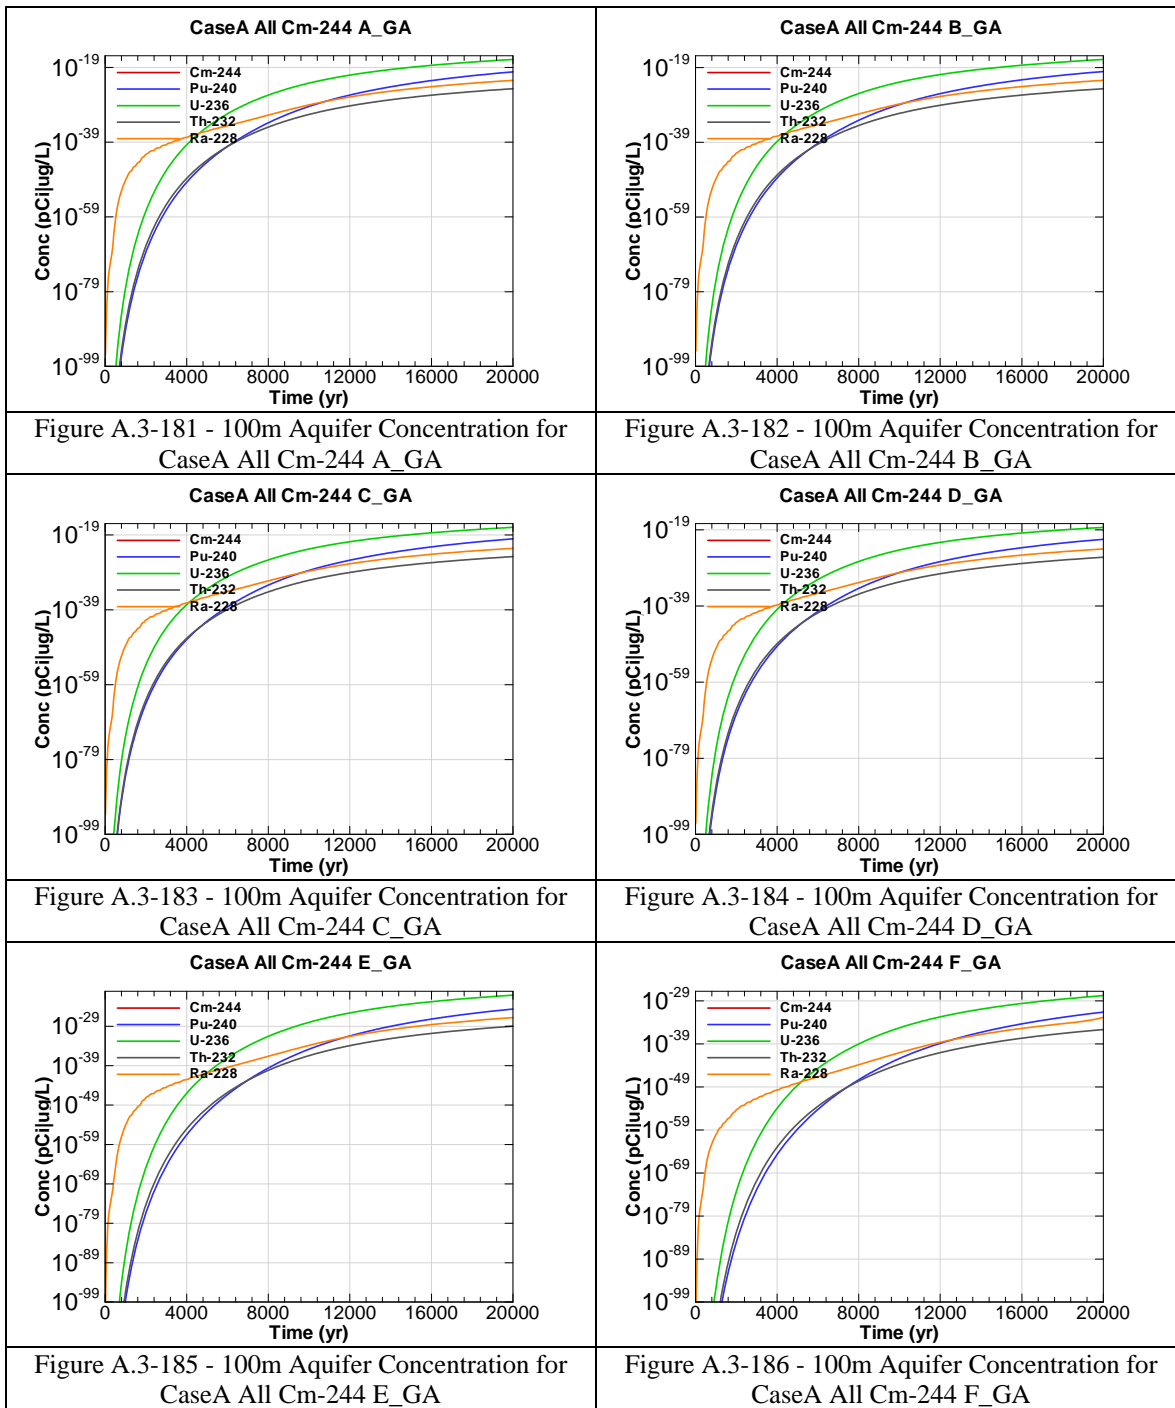 CaseA All Cm-244 A_GA
Cm-244
Pu-240
U-236
Th-232
Ra-228
10^-19
10^-39
10^-59
10^-79
10^-99
Conc (pCi|ug/L)
0 4000 8000 12000 16000 20000
Time (yr)
Figure A.3-181 - 100m Aquifer Concentration for
CaseA All Cm-244 A_GA
CaseA All Cm-244 B_GA
Cm-244
Pu-240
U-236
Th-232
Ra-228
10^-19
10^-39
10^-59
10^-79
10^-99
Conc (pCi|ug/L)
0 4000 8000 12000 16000 20000
Time (yr)
Figure A.3-182 - 100m Aquifer Concentration for
CaseA All Cm-244 B_GA
CaseA All Cm-244 C_GA
Cm-244
Pu-240
U-236
Th-232
Ra-228
10^-19
10^-39
10^-59
10^-79
10^-99
Conc (pCi|ug/L)
0 4000 8000 12000 16000 20000
Time (yr)
Figure A.3-183 - 100m Aquifer Concentration for
CaseA All Cm-244 C_GA
CaseA All Cm-244 D_GA
Cm-244
Pu-240
U-236
Th-232
Ra-228
10^-19
10^-39
10^-59
10^-79
10^-99
Conc (pCi|ug/L)
0 4000 8000 12000 16000 20000
Time (yr)
Figure A.3-184 - 100m Aquifer Concentration for
CaseA All Cm-244 D_GA
CaseA All Cm-244 E_GA
Cm-244
Pu-240
U-236
Th-232
Ra-228
10^-29
10^-39
10^-49
10^-59
10^-69
10^-79
10^-89
10^-99
Conc (pCi|ug/L)
0 4000 8000 12000 16000 20000
Time (yr)
Figure A.3-185 - 100m Aquifer Concentration for
CaseA All Cm-244 E_GA
CaseA All Cm-244 F_GA
Cm-244
Pu-240
U-236
Th-232
Ra-228
10^-29
10^-39
10^-49
10^-59
10^-69
10^-79
10^-89
10^-99
Conc (pCi|ug/L)
0 4000 8000 12000 16000 20000
Time (yr)
Figure A.3-186 - 100m Aquifer Concentration for
CaseA All Cm-244 F_GA